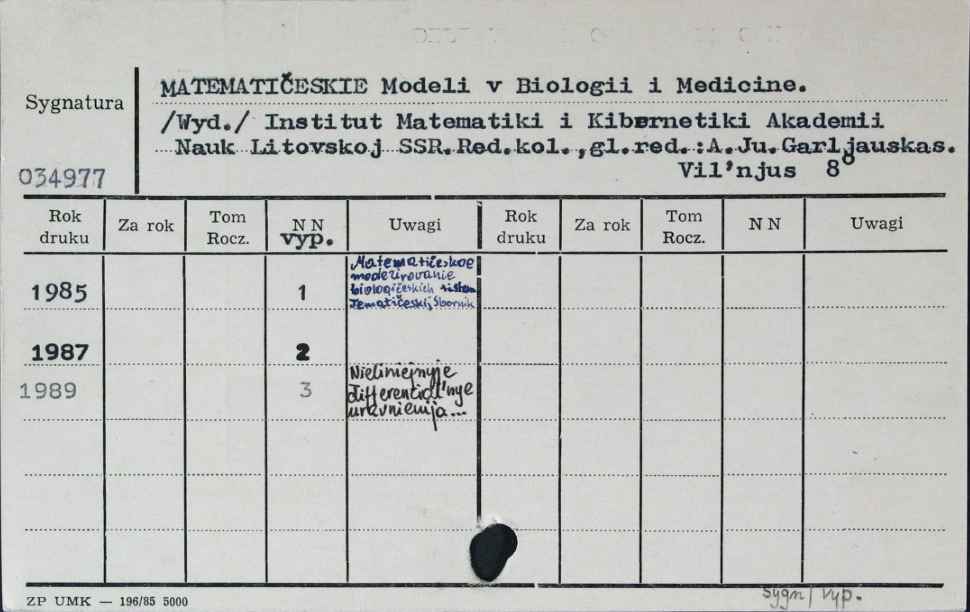 MATEMATIČESKIE Modeli v Biologii i Medicine.
Sygnatura
/Wyd./ Institut Matematiki i Kibernetiki Akademii
Nauk Litovskoj SSR.Red.kol.,gl.red.:A.Ju.Garljauskas.
034977
Vil'njus 8°
Rok druku Za rok Tom Rocz. N N vyp. Uwagi Rok druku Za rok Tom Rocz. N N Uwagi
Matematičeskoe
modelirovanie
biologičeskich sistem
Tematičeskij Sbornik
1985 1
1987 2
1989 3
Nieliniejnyje
differencial'nye
uravnienija...
ZP UMK — 196/85 5000
Sygn/vyp.